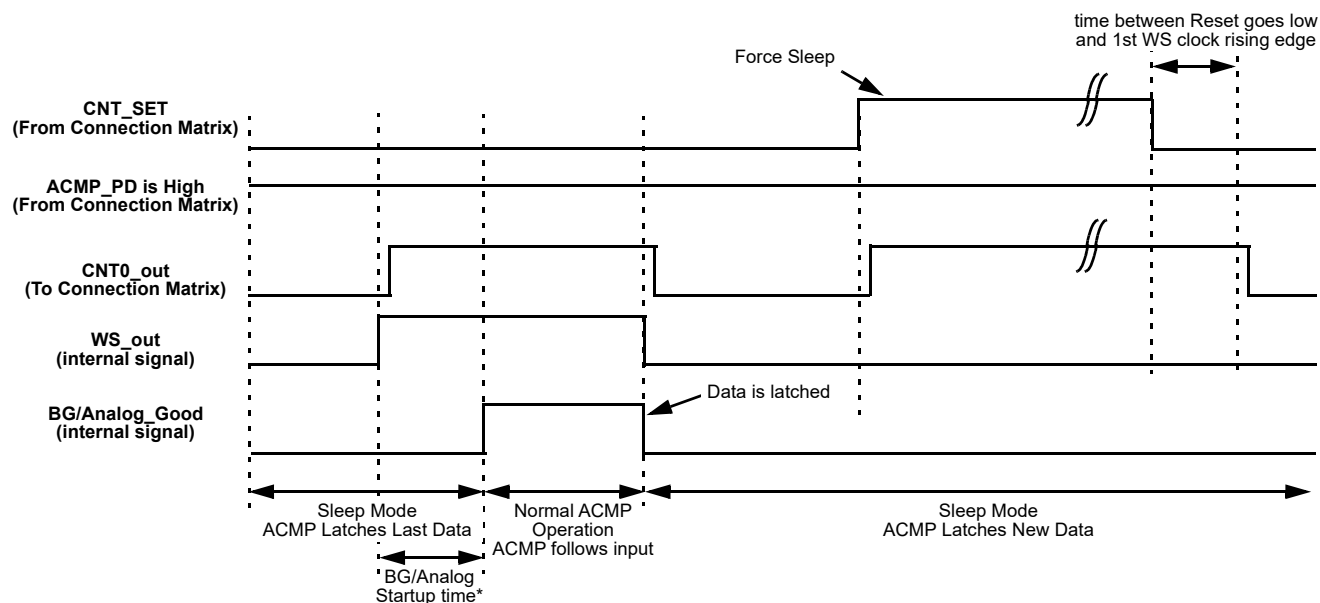 time between Reset goes low
and 1st WS clock rising edge
Force Sleep
CNT_SET
(From Connection Matrix)
ACMP_PD is High
(From Connection Matrix)
CNT0_out
(To Connection Matrix)
WS_out
(internal signal)
Data is latched
BG/Analog_Good
(internal signal)
Sleep Mode
ACMP Latches Last Data
Normal ACMP
Operation
ACMP follows input
Sleep Mode
ACMP Latches New Data
BG/Analog
Startup time*